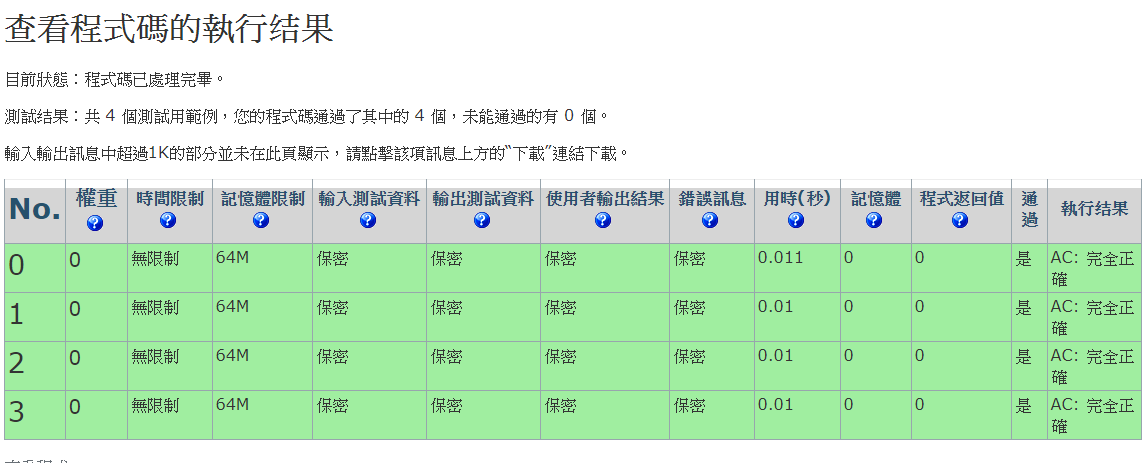 查看程式碼的執行结果
目前狀態：程式碼已處理完畢。
測試结果：共 4 個測試用範例，您的程式碼通過了其中的 4 個，未能通過的有 0 個。
輸入輸出訊息中超過1K的部分並未在此頁顯示，請點擊該項訊息上方的“下載”連結下載。
No. 權重 時間限制 記憶體限制 輸入測試資料 輸出測試資料 使用者輸出结果 錯誤訊息 用時(秒) 記憶體 程式返回值 通過 執行结果
0 0 無限制 64M 保密 保密 保密 保密 0.011 0 0 是 AC: 完全正確
1 0 無限制 64M 保密 保密 保密 保密 0.01 0 0 是 AC: 完全正確
2 0 無限制 64M 保密 保密 保密 保密 0.01 0 0 是 AC: 完全正確
3 0 無限制 64M 保密 保密 保密 保密 0.01 0 0 是 AC: 完全正確